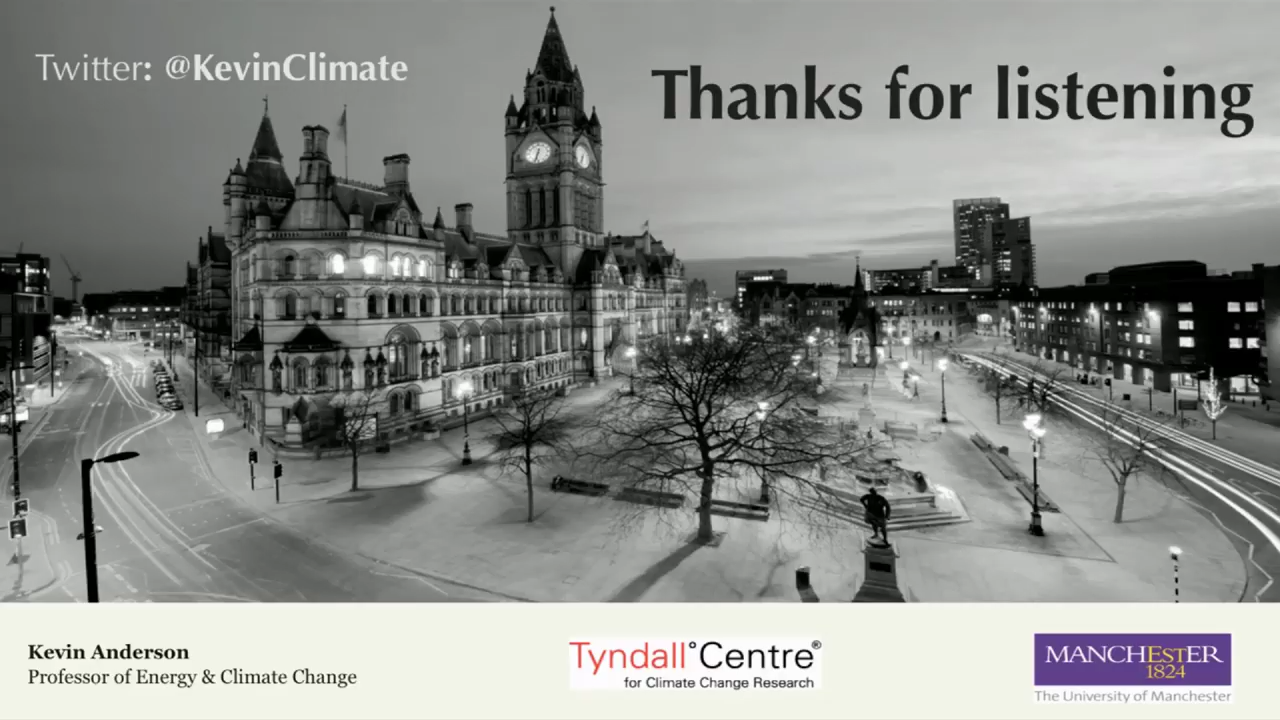 Twitter: @KevinClimate
Thanks for listening
Kevin Anderson
Professor of Energy & Climate Change
Tyndall°Centre®
for Climate Change Research
MANCHESTER
1824
The University of Manchester